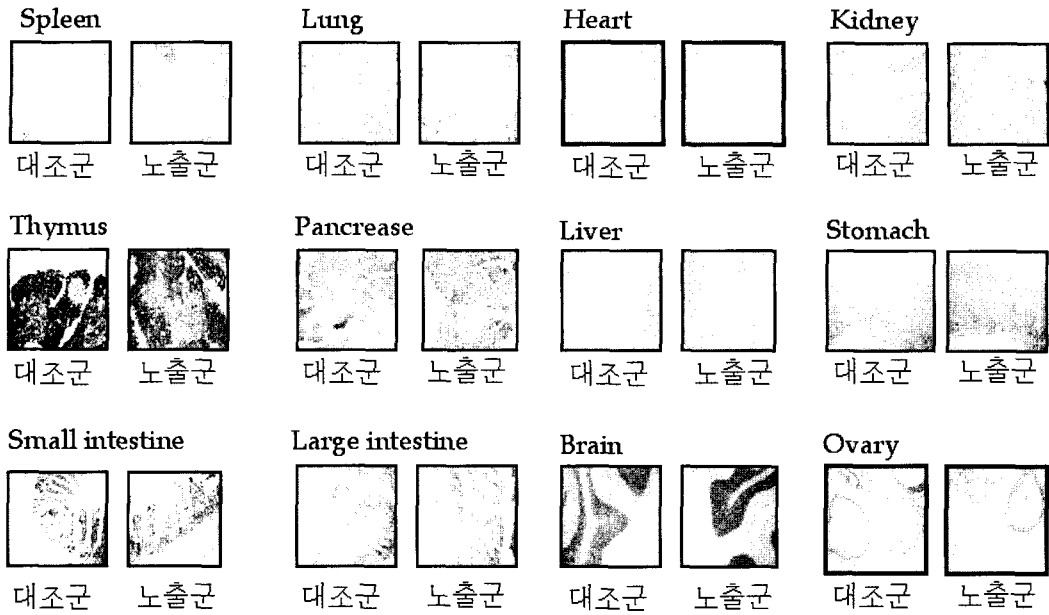 Spleen Lung Heart Kidney
대조군 노출군 대조군 노출군 대조군 노출군 대조군 노출군
Thymus Pancrease Liver Stomach
대조군 노출군 대조군 노출군 대조군 노출군 대조군 노출군
Small intestine Large intestine Brain Ovary
대조군 노출군 대조군 노출군 대조군 노출군 대조군 노출군